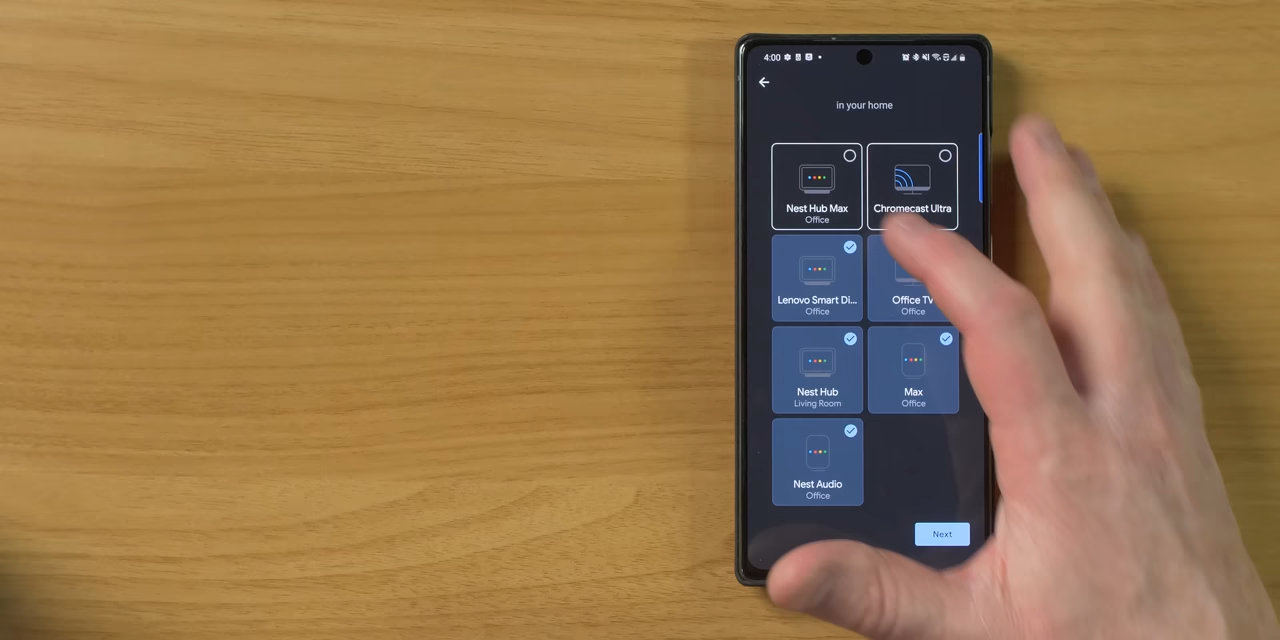 4:00
in your home
Nest Hub Max
Office
Chromecast Ultra
Lenovo Smart Di...
Office
Office TV
Office
Nest Hub
Living Room
Max
Office
Nest Audio
Office
Next